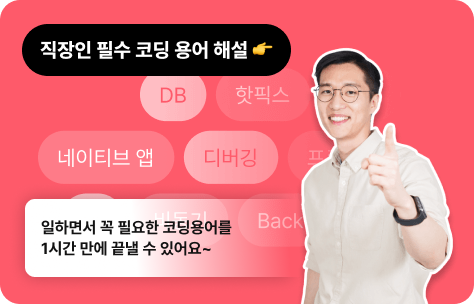 직장인 필수 코딩 용어 해설 👉
DB
핫픽스
네이티브 앱
디버깅
Back
일하면서 꼭 필요한 코딩용어를
1시간 만에 끝낼 수 있어요~